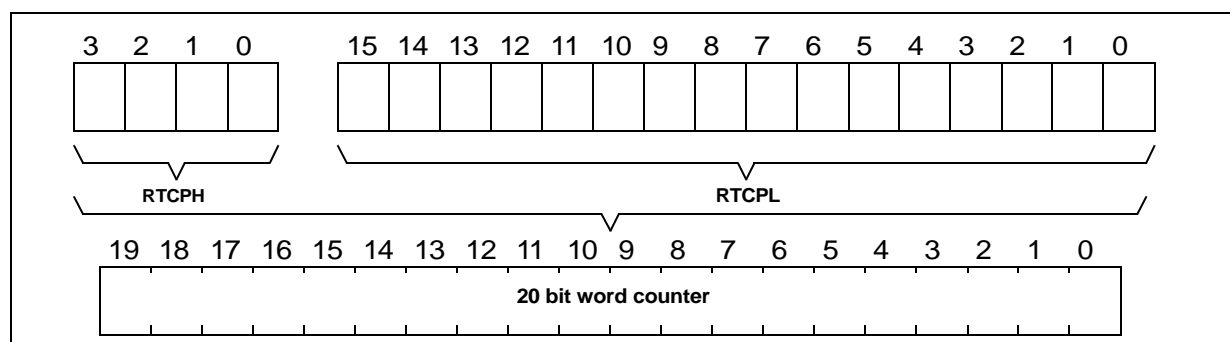 3 2 1 0 15 14 13 12 11 10 9 8 7 6 5 4 3 2 1 0
RTCPH RTCPL
19 18 17 16 15 14 13 12 11 10 9 8 7 6 5 4 3 2 1 0
20 bit word counter